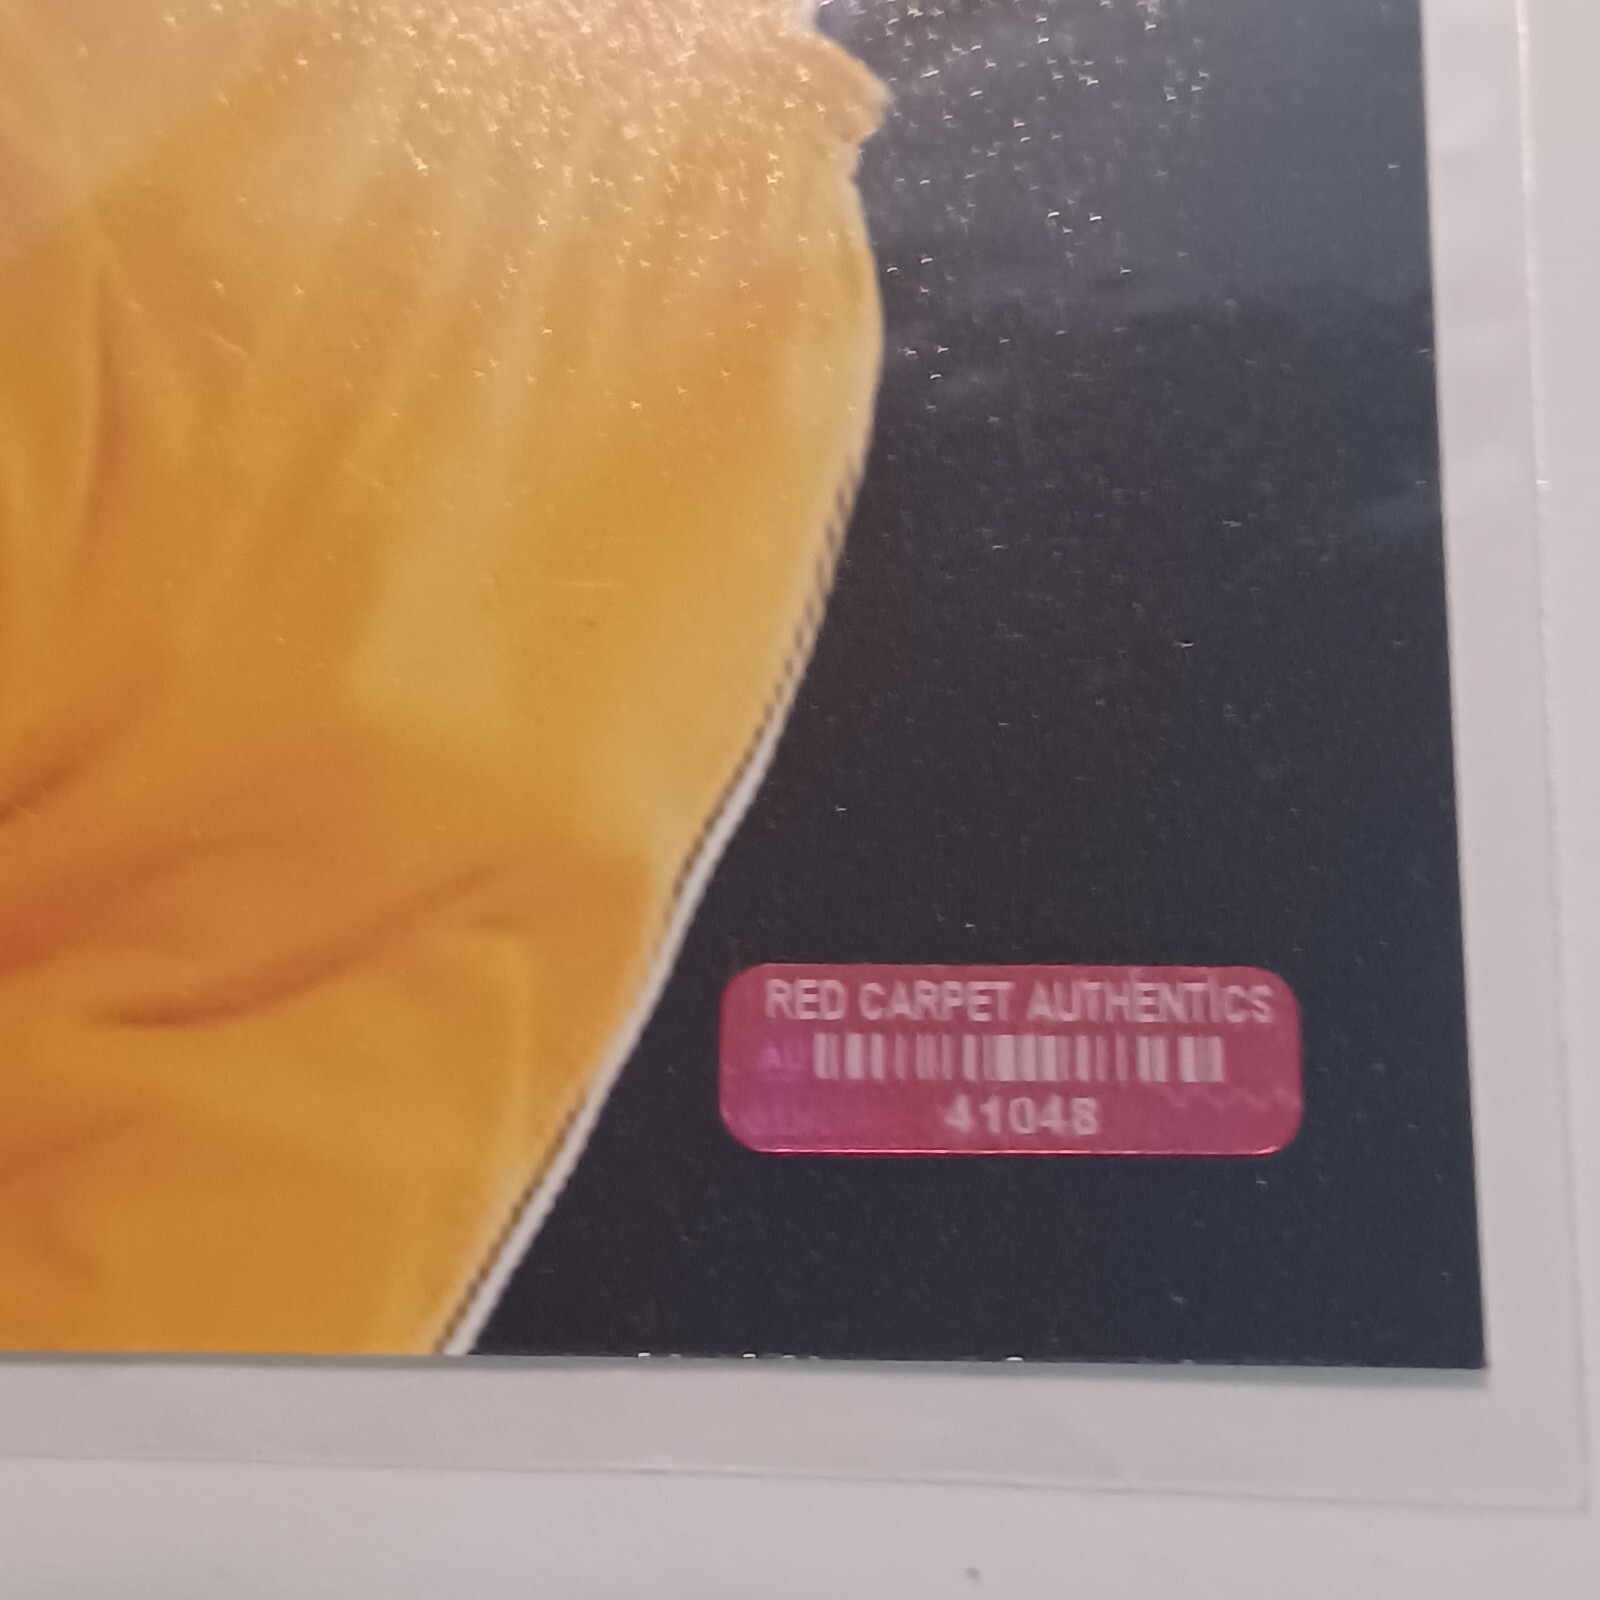 RED CARPET AUTHENTICS
41048